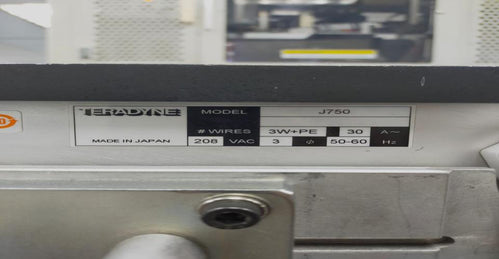 TERADYNE MODEL J750
# WIRES 3W+PE 30 A~
MADE IN JAPAN 208 VAC 3 ϕ 50-60 Hz